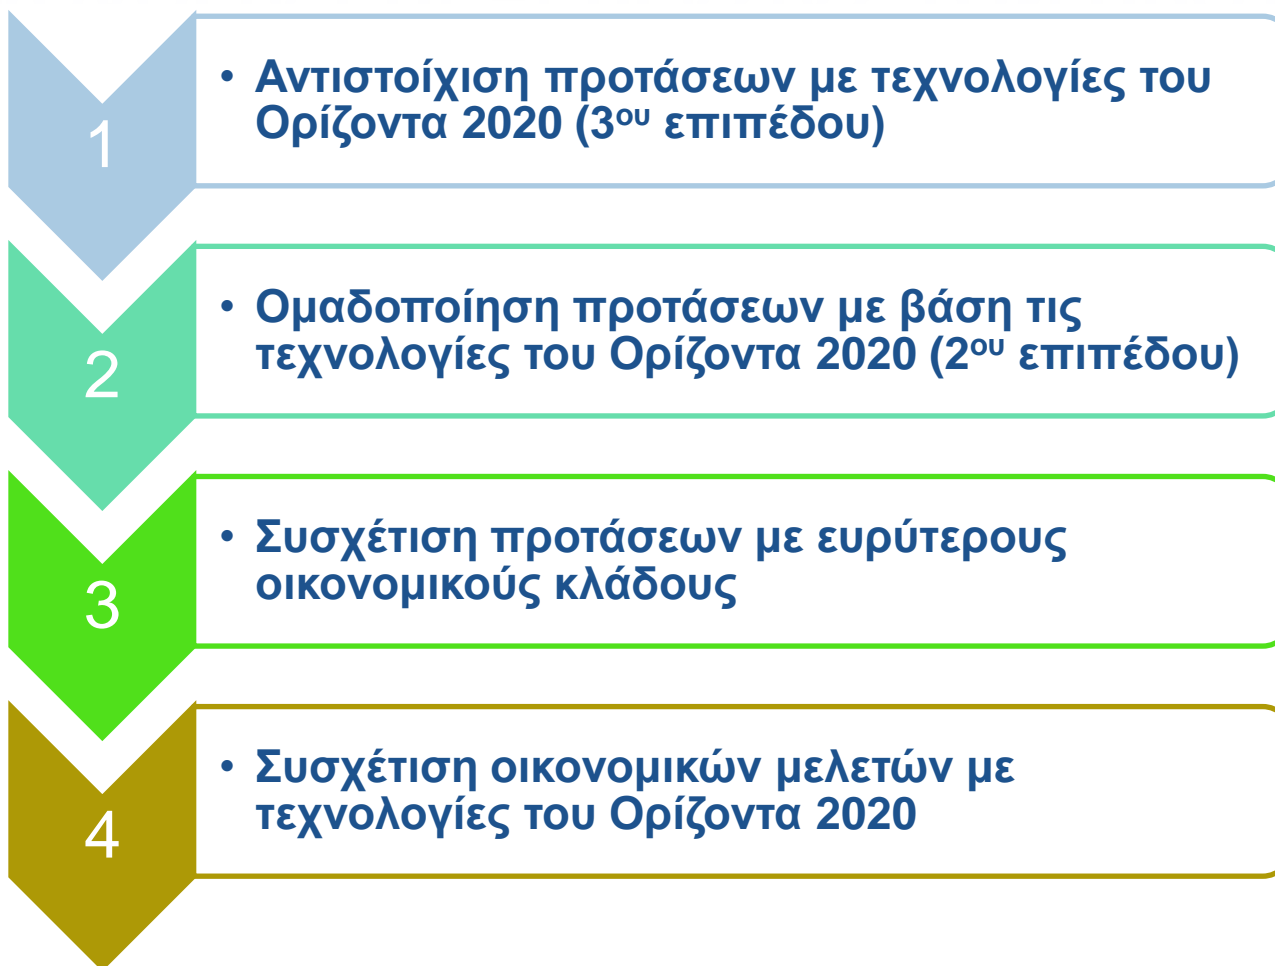 1
• Αντιστοίχιση προτάσεων με τεχνολογίες του
Ορίζοντα 2020 (3ου επιπέδου)
2
• Ομαδοποίηση προτάσεων με βάση τις
τεχνολογίες του Ορίζοντα 2020 (2ου επιπέδου)
3
• Συσχέτιση προτάσεων με ευρύτερους
οικονομικούς κλάδους
4
• Συσχέτιση οικονομικών μελετών με
τεχνολογίες του Ορίζοντα 2020